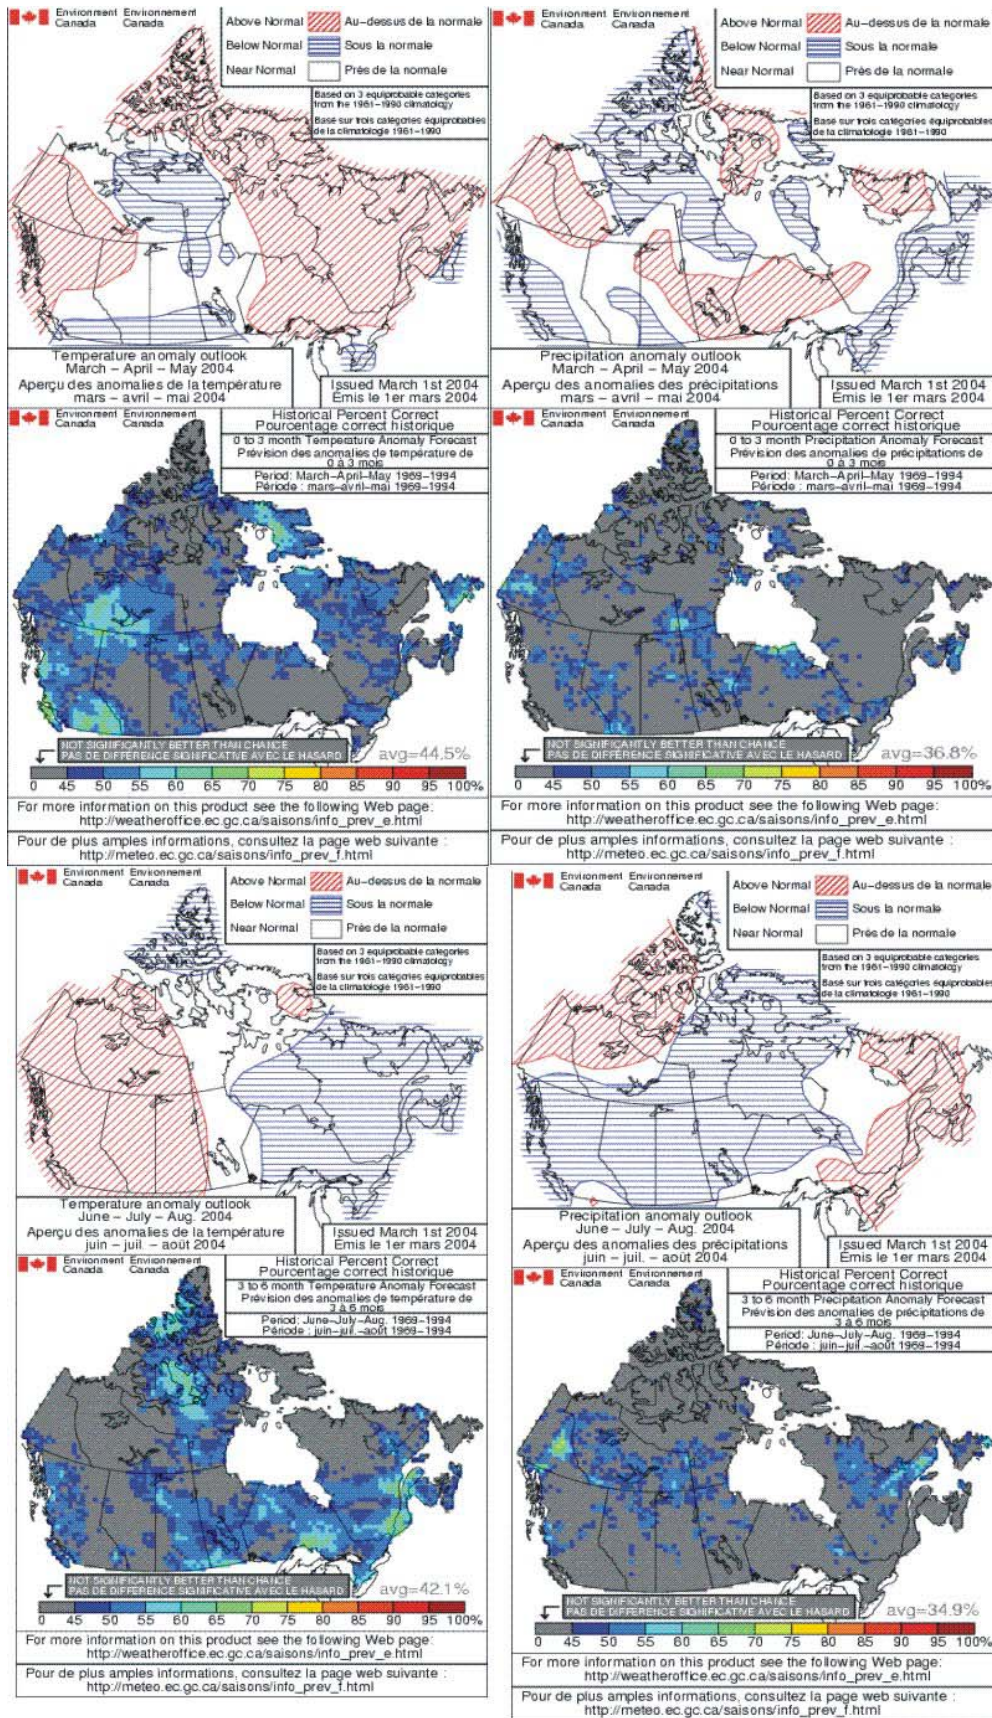 Environment Environnement
Canada Canada
Above Normal Au-dessus de la normale
Below Normal Sous la normale
Near Normal Près de la normale
Based on 3 equiprobable categories
from the 1961-1990 climatology
Base sur trois catégories équiprobables
de la climatologie 1961-1990
Temperature anomaly outlook
March - April - May 2004
Aperçu des anomalies de la température
mars - avril - mai 2004
Issued March 1st 2004
Émis le 1er mars 2004
Environment Environnement
Canada Canada
Above Normal Au-dessus de la normale
Below Normal Sous la normale
Near Normal Près de la normale
Based on 3 equiprobable categories
from the 1961-1990 climatology
Base sur trois catégories équiprobables
de la climatologie 1961-1990
Precipitation anomaly outlook
March - April - May 2004
Aperçu des anomalies des précipitations
mars - avril - mai 2004
Issued March 1st 2004
Émis le 1er mars 2004
Environment Environnement
Canada Canada
Historical Percent Correct
Pourcentage correct historique
0 to 3 month Temperature Anomaly Forecast
Prévision des anomalies de température de
0 à 3 mois
Period: March-April-May 1969-1994
Période : mars-avril-mai 1969-1994
NOT SIGNIFICANTLY BETTER THAN CHANCE
PAS DE DIFFÉRENCE SIGNIFICATIVE AVEC LE HASARD
avg=44.5%
0 45 55 60 65 70 75 80 85 90 95 100%
For more information on this product see the following Web page:
http://weatheroffice.ec.gc.ca/saisons/info_prev_e.html
Pour de plus amples informations, consultez la page web suivante :
http://meteo.ec.gc.ca/saisons/info_prev_f.html
Environment Environnement
Canada Canada
Historical Percent Correct
Pourcentage correct historique
0 to 3 month Precipitation Anomaly Forecast
Prévision des anomalies de précipitations de
0 à 3 mois
Period: March-April-May 1969-1994
Période : mars-avril-mai 1969-1994
NOT SIGNIFICANTLY BETTER THAN CHANCE
PAS DE DIFFÉRENCE SIGNIFICATIVE AVEC LE HASARD
avg=36.8%
0 45 55 60 65 70 75 80 85 90 95 100%
For more information on this product see the following Web page:
http://weatheroffice.ec.gc.ca/saisons/info_prev_e.html
Pour de plus amples informations, consultez la page web suivante :
http://meteo.ec.gc.ca/saisons/info_prev_f.html
Environment Environnement
Canada Canada
Above Normal Au-dessus de la normale
Below Normal Sous la normale
Near Normal Près de la normale
Based on 3 equiprobable categories
from the 1961-1990 climatology
Base sur trois catégories équiprobables
de la climatologie 1961-1990
Temperature anomaly outlook
June - July - Aug. 2004
Aperçu des anomalies de la température
juin - juil. - août 2004
Issued March 1st 2004
Émis le 1er mars 2004
Environment Environnement
Canada Canada
Above Normal Au-dessus de la normale
Below Normal Sous la normale
Near Normal Près de la normale
Based on 3 equiprobable categories
from the 1961-1990 climatology
Base sur trois catégories équiprobables
de la climatologie 1961-1990
Precipitation anomaly outlook
June - July - Aug. 2004
Aperçu des anomalies des précipitations
juin - juil. - août 2004
Issued March 1st 2004
Émis le 1er mars 2004
Environment Environnement
Canada Canada
Historical Percent Correct
Pourcentage correct historique
3 to 6 month Temperature Anomaly Forecast
Prévision des anomalies de température de
3 à 6 mois
Period: June-July-Aug. 1969-1994
Période : juin-juil.-août 1969-1994
NOT SIGNIFICANTLY BETTER THAN CHANCE
PAS DE DIFFÉRENCE SIGNIFICATIVE AVEC LE HASARD
avg=42.1%
0 45 55 60 65 70 75 80 85 90 95 100%
For more information on this product see the following Web page:
http://weatheroffice.ec.gc.ca/saisons/info_prev_e.html
Pour de plus amples informations, consultez la page web suivante :
http://meteo.ec.gc.ca/saisons/info_prev_f.html
Environment Environnement
Canada Canada
Historical Percent Correct
Pourcentage correct historique
3 to 6 month Precipitation Anomaly Forecast
Prévision des anomalies de précipitations de
3 à 6 mois
Period: June-July-Aug. 1969-1994
Période : juin-juil.-août 1969-1994
NOT SIGNIFICANTLY BETTER THAN CHANCE
PAS DE DIFFÉRENCE SIGNIFICATIVE AVEC LE HASARD
avg=34.9%
0 45 55 60 65 70 75 80 85 90 95 100%
For more information on this product see the following Web page:
http://weatheroffice.ec.gc.ca/saisons/info_prev_e.html
Pour de plus amples informations, consultez la page web suivante :
http://meteo.ec.gc.ca/saisons/info_prev_f.html